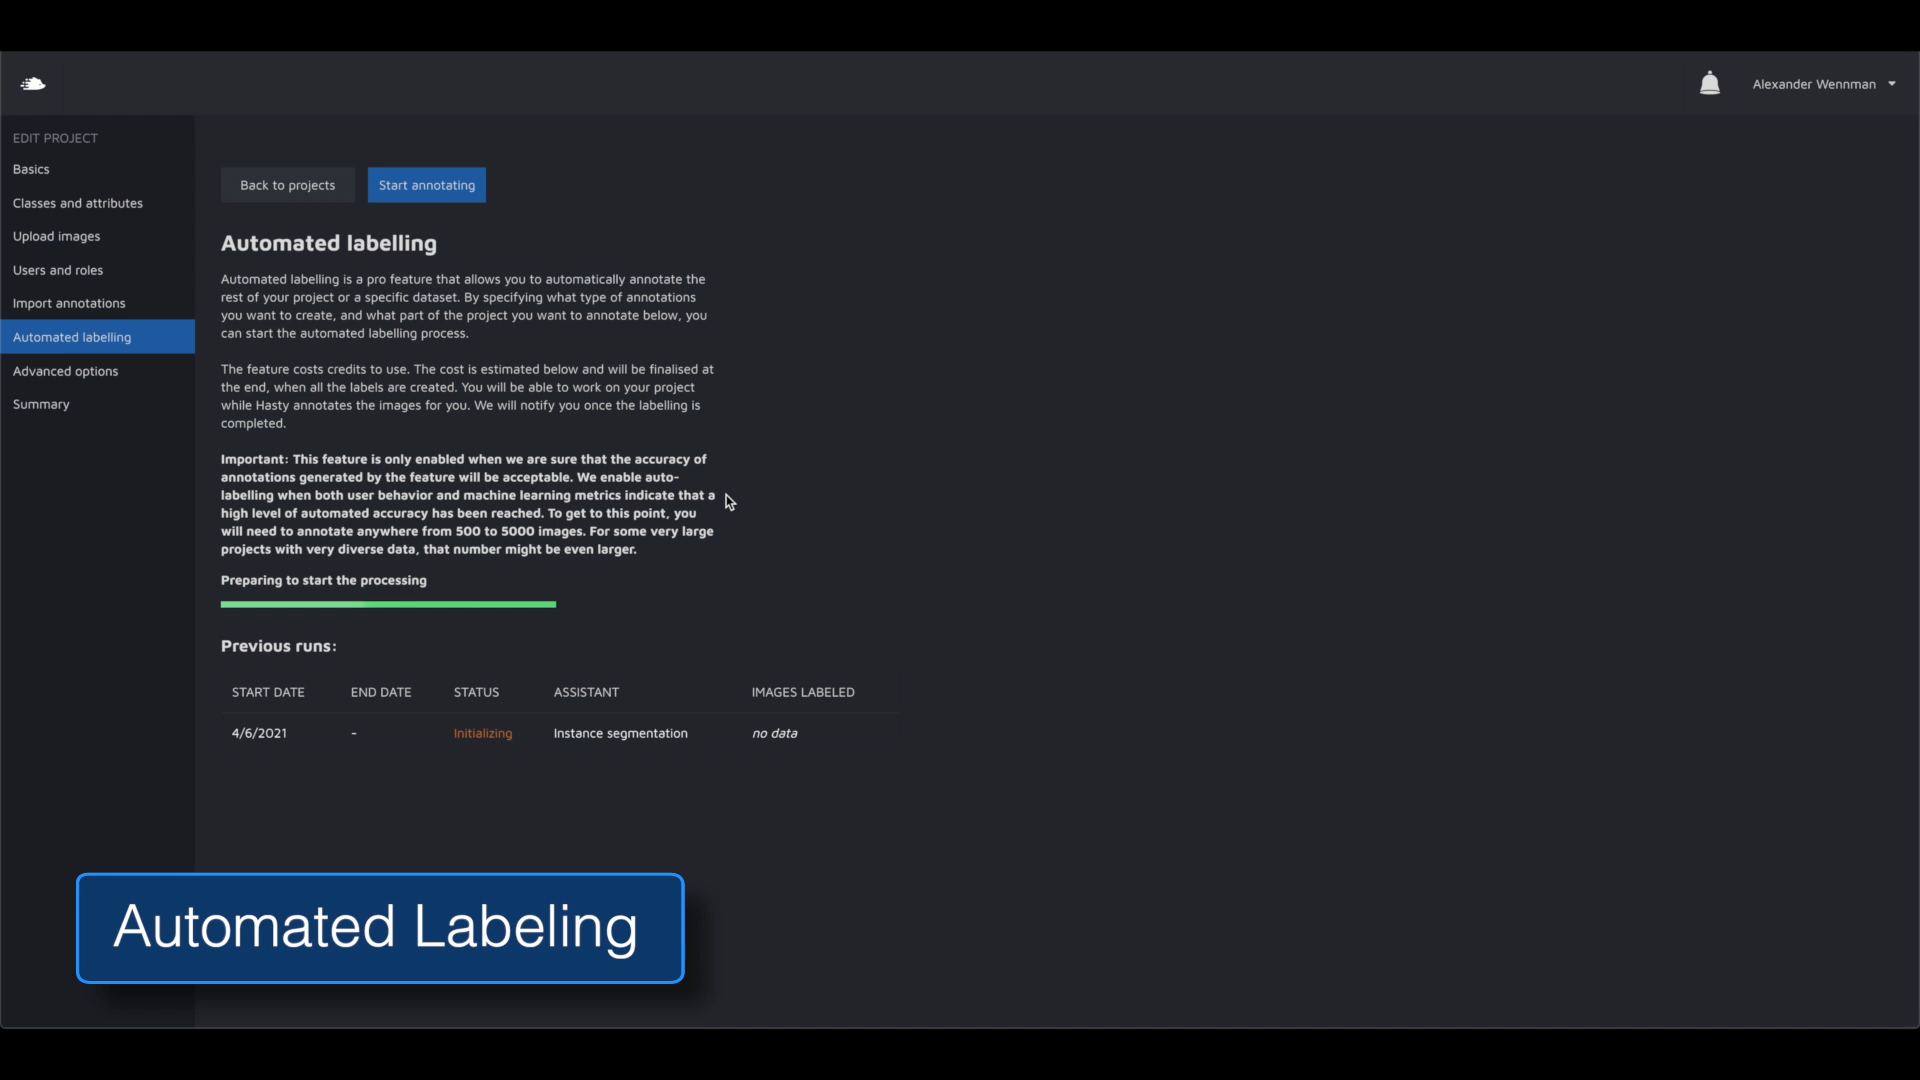 Alexander Wennman
EDIT PROJECT
Basics
Classes and attributes
Upload images
Users and roles
Import annotations
Automated labelling
Advanced options
Summary
Back to projects
Start annotating
Automated labelling
Automated labelling is a pro feature that allows you to automatically annotate the
rest of your project or a specific dataset. By specifying what type of annotations
you want to create, and what part of the project you want to annotate below, you
can start the automated labelling process.
The feature costs credits to use. The cost is estimated below and will be finalised at
the end, when all the labels are created. You will be able to work on your project
while Hasty annotates the images for you. We will notify you once the labelling is
completed.
Important: This feature is only enabled when we are sure that the accuracy of
annotations generated by the feature will be acceptable. We enable auto-
labelling when both user behavior and machine learning metrics indicate that a
high level of automated accuracy has been reached. To get to this point, you
will need to annotate anywhere from 500 to 5000 images. For some very large
projects with very diverse data, that number might be even larger.
Preparing to start the processing
Previous runs:
START DATE END DATE STATUS ASSISTANT IMAGES LABELED
4/6/2021 - Initializing Instance segmentation no data
Automated Labeling